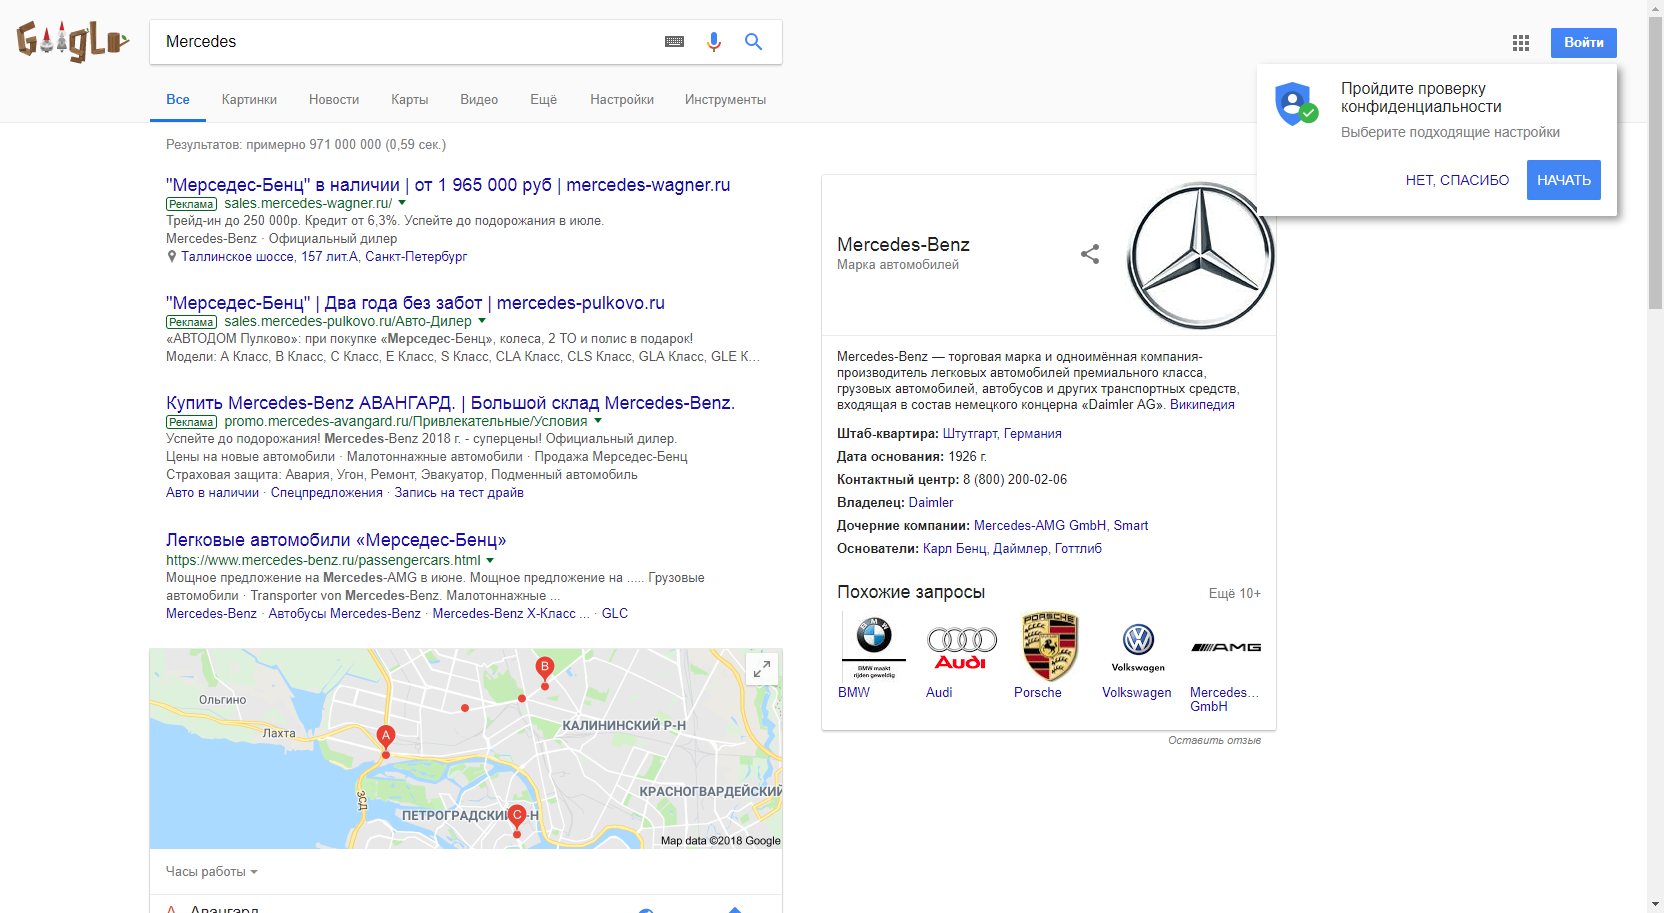 Mercedes
Войти
Все
Картинки
Новости
Карты
Видео
Ещё
Настройки
Инструменты
Пройдите проверку
конфиденциальности
Выберите подходящие настройки
НЕТ, СПАСИБО
НАЧАТЬ
Результатов: примерно 971 000 000 (0,59 сек.)
"Мерседес-Бенц" в наличии | от 1 965 000 руб | mercedes-wagner.ru
Реклама sales.mercedes-wagner.ru/
Трейд-ин до 250 000р. Кредит от 6,3%. Успейте до подорожания в июле.
Mercedes-Benz · Официальный дилер
Таллинское шоссе, 157 лит.А, Санкт-Петербург
"Мерседес-Бенц" | Два года без забот | mercedes-pulkovo.ru
Реклама sales.mercedes-pulkovo.ru/Авто-Дилер
«АВТОДОМ Пулково»: при покупке «Мерседес-Бенц», колеса, 2 ТО и полис в подарок!
Модели: A Класс, B Класс, C Класс, E Класс, S Класс, CLA Класс, CLS Класс, GLA Класс, GLE К...
Купить Mercedes-Benz АВАНГАРД. | Большой склад Mercedes-Benz.
Реклама promo.mercedes-avangard.ru/Привлекательные/Условия
Успейте до подорожания! Mercedes-Benz 2018 г. - суперцены! Официальный дилер.
Цены на новые автомобили · Малотоннажные автомобили · Продажа Мерседес-Бенц
Страховая защита: Авария, Угон, Ремонт, Эвакуатор, Подменный автомобиль
Авто в наличии · Спецпредложения · Запись на тест драйв
Легковые автомобили «Мерседес-Бенц»
https://www.mercedes-benz.ru/passengercars.html
Мощное предложение на Mercedes-AMG в июне. Мощное предложение на ..... Грузовые
автомобили · Transporter von Mercedes-Benz. Малотоннажные ...
Mercedes-Benz · Автобусы Mercedes-Benz · Mercedes-Benz X-Класс ... · GLC
Ольгино
Лахта
КАЛИНИНСКИЙ Р-Н
КРАСНОГВАРДЕЙСКИЙ
ПЕТРОГРАДСКИЙ Р-Н
ЗСД
A
B
C
Map data ©2018 Google
Часы работы
A Авангард
Mercedes-Benz
Марка автомобилей
Mercedes-Benz — торговая марка и одноимённая компания-
производитель легковых автомобилей премиального класса,
грузовых автомобилей, автобусов и других транспортных средств,
входящая в состав немецкого концерна «Daimler AG». Википедия
Штаб-квартира: Штутгарт, Германия
Дата основания: 1926 г.
Контактный центр: 8 (800) 200-02-06
Владелец: Daimler
Дочерние компании: Mercedes-AMG GmbH, Smart
Основатели: Карл Бенц, Даймлер, Готтлиб
Похожие запросы
Ещё 10+
BMW
BMW maakt
rijden geweldig
Audi
PORSCHE
Volkswagen
AMG
BMW
Audi
Porsche
Volkswagen
Mercedes...
GmbH
Оставить отзыв